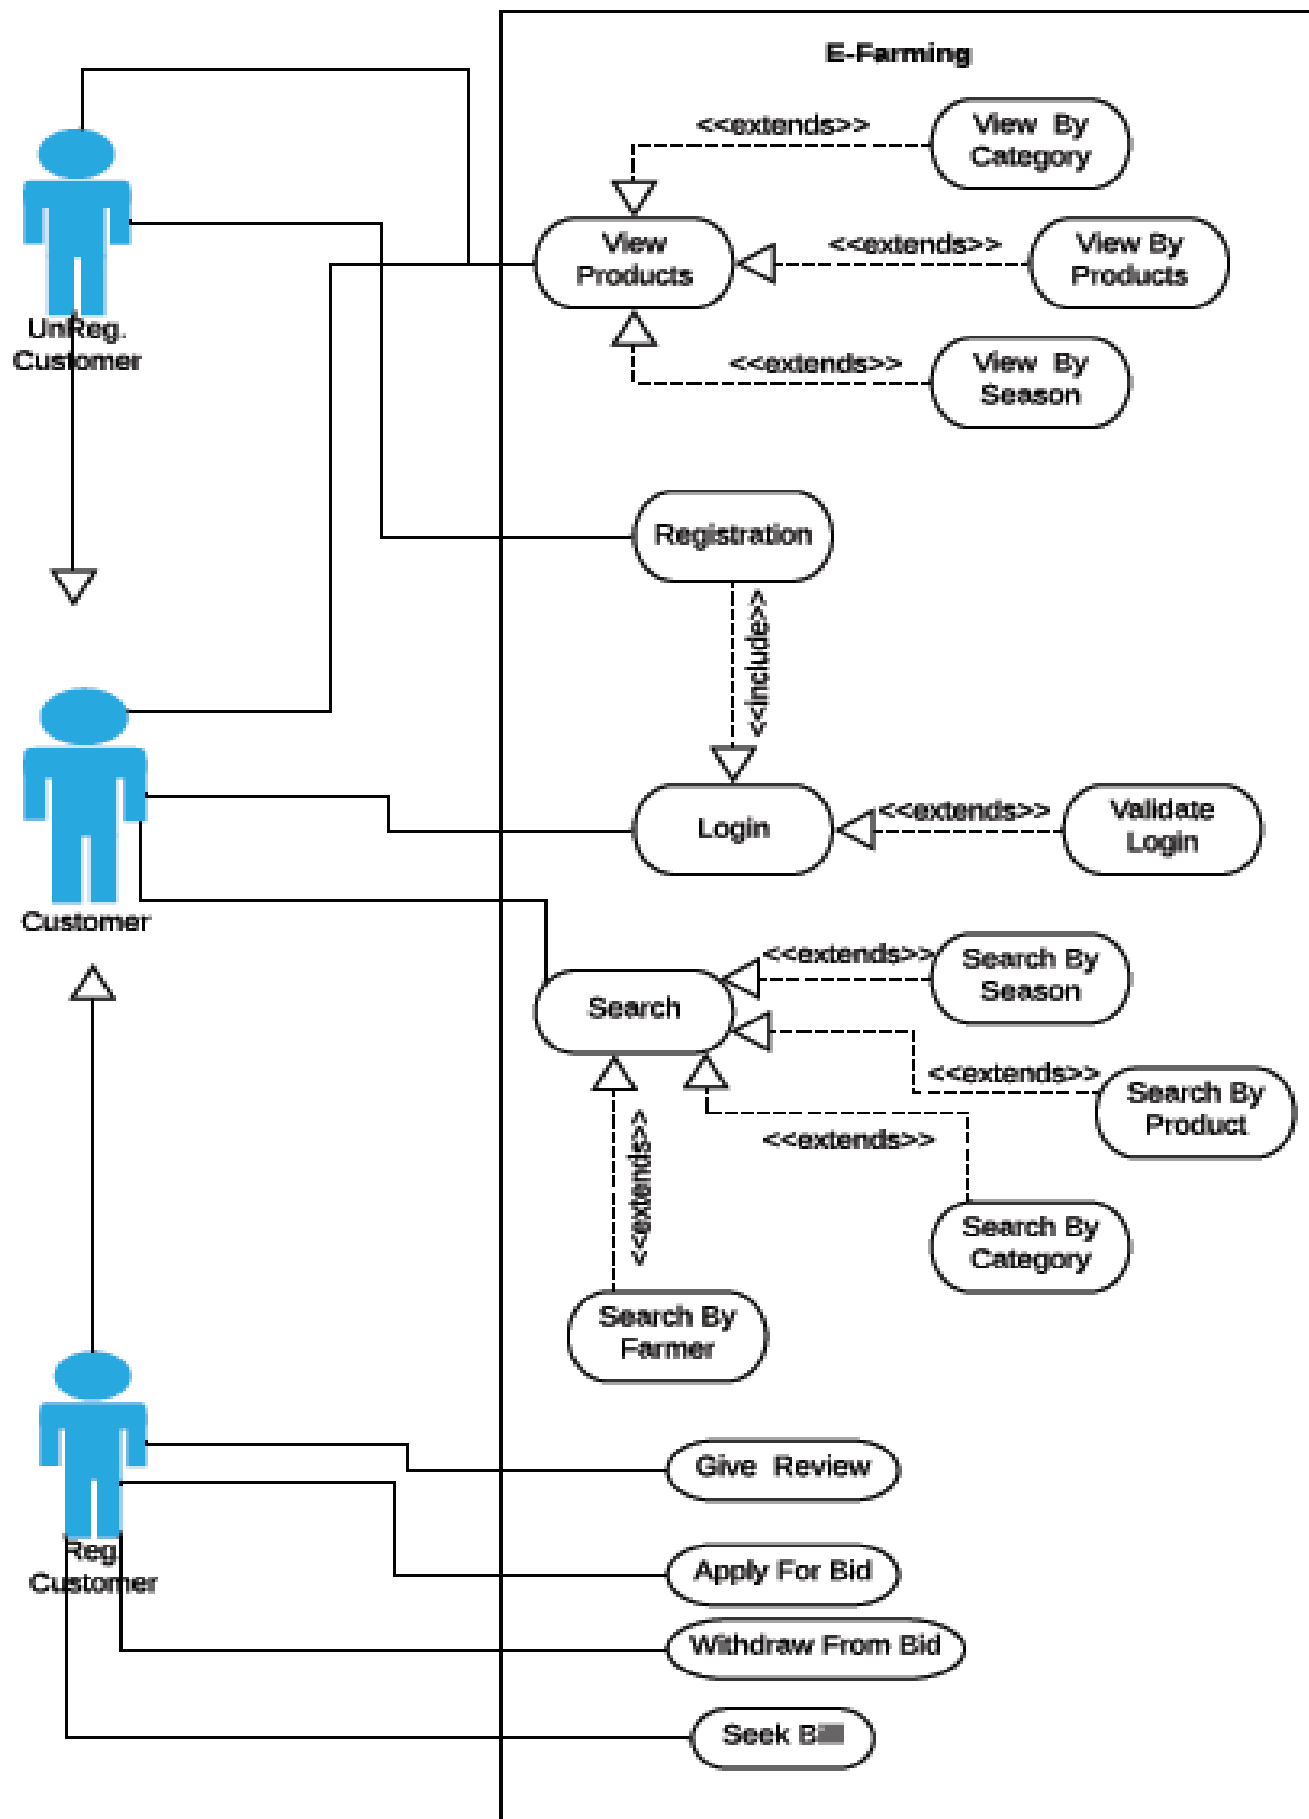 E-Farming
<<extends>>
View By
Category
View
Products
<<extends>>
View By
Products
UnReg.
Customer
<<extends>>
View By
Season
Registration
<<include>>
Login
<<extends>>
Validate
Login
Customer
<<extends>>
Search By
Season
Search
<<extends>>
Search By
Product
<<extends>>
<<extends>>
Search By
Category
Search By
Farmer
Give Review
Reg.
Customer
Apply For Bid
Withdraw From Bid
Seek